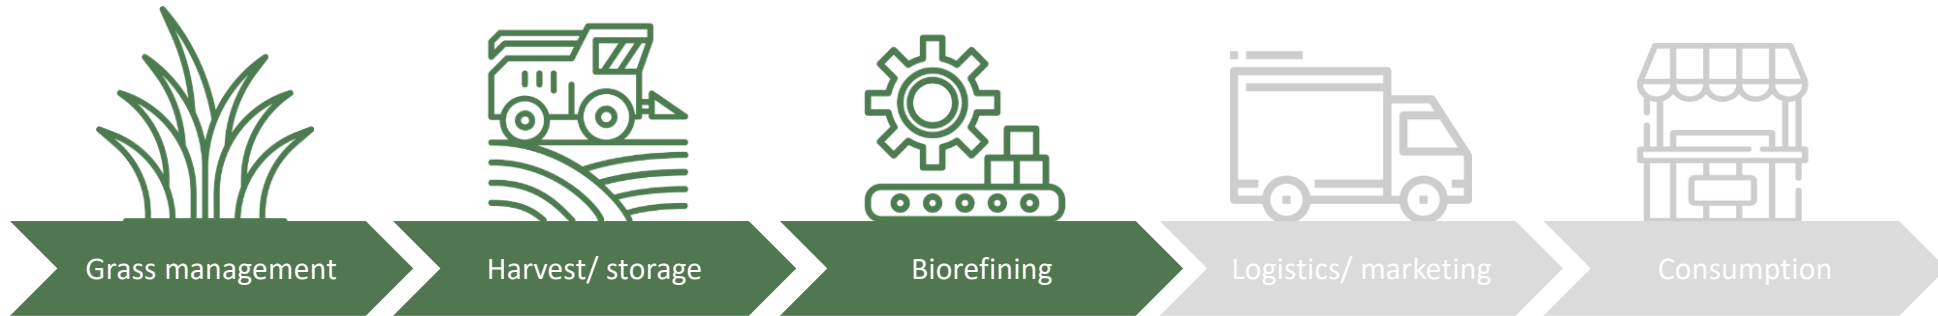 Grass management
Harvest/ storage
Biorefining
Logistics/ marketing
Consumption